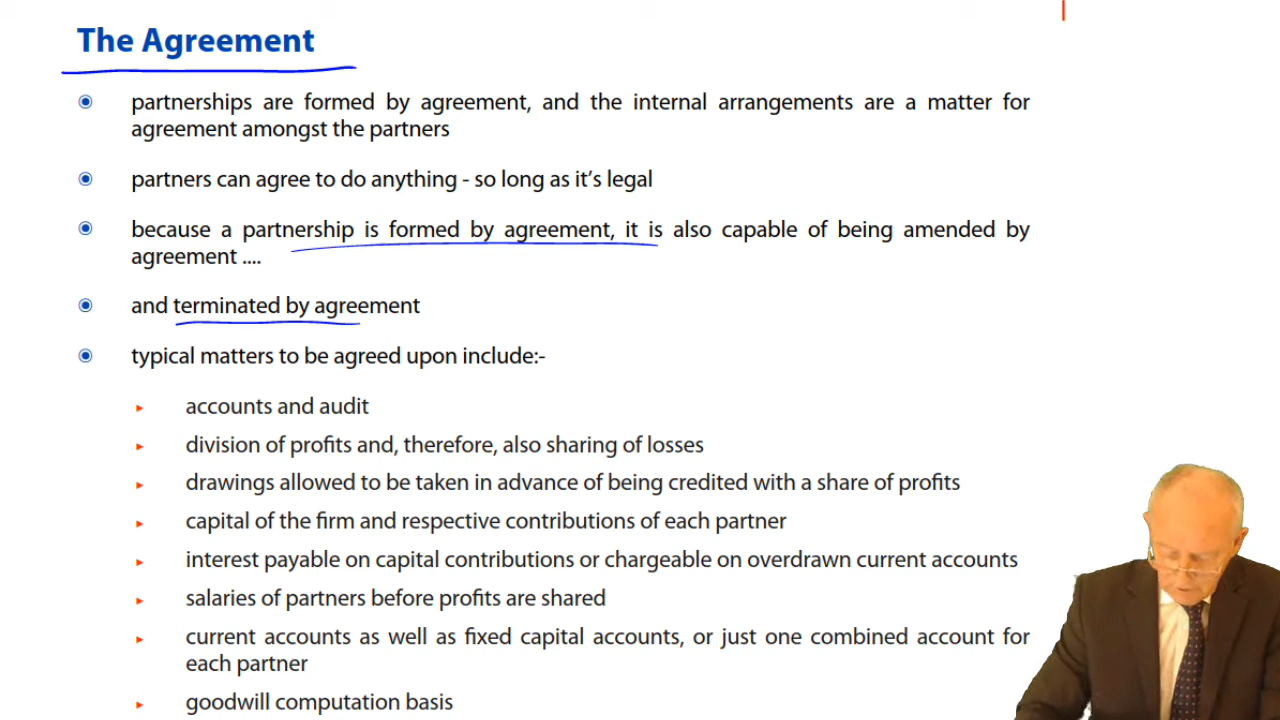 The Agreement
partnerships are formed by agreement, and the internal arrangements are a matter for
agreement amongst the partners
partners can agree to do anything - so long as it's legal
because a partnership is formed by agreement, it is also capable of being amended by
agreement ....
and terminated by agreement
typical matters to be agreed upon include:-
accounts and audit
division of profits and, therefore, also sharing of losses
drawings allowed to be taken in advance of being credited with a share of profits
capital of the firm and respective contributions of each partner
interest payable on capital contributions or chargeable on overdrawn current accounts
salaries of partners before profits are shared
current accounts as well as fixed capital accounts, or just one combined account for
each partner
goodwill computation basis